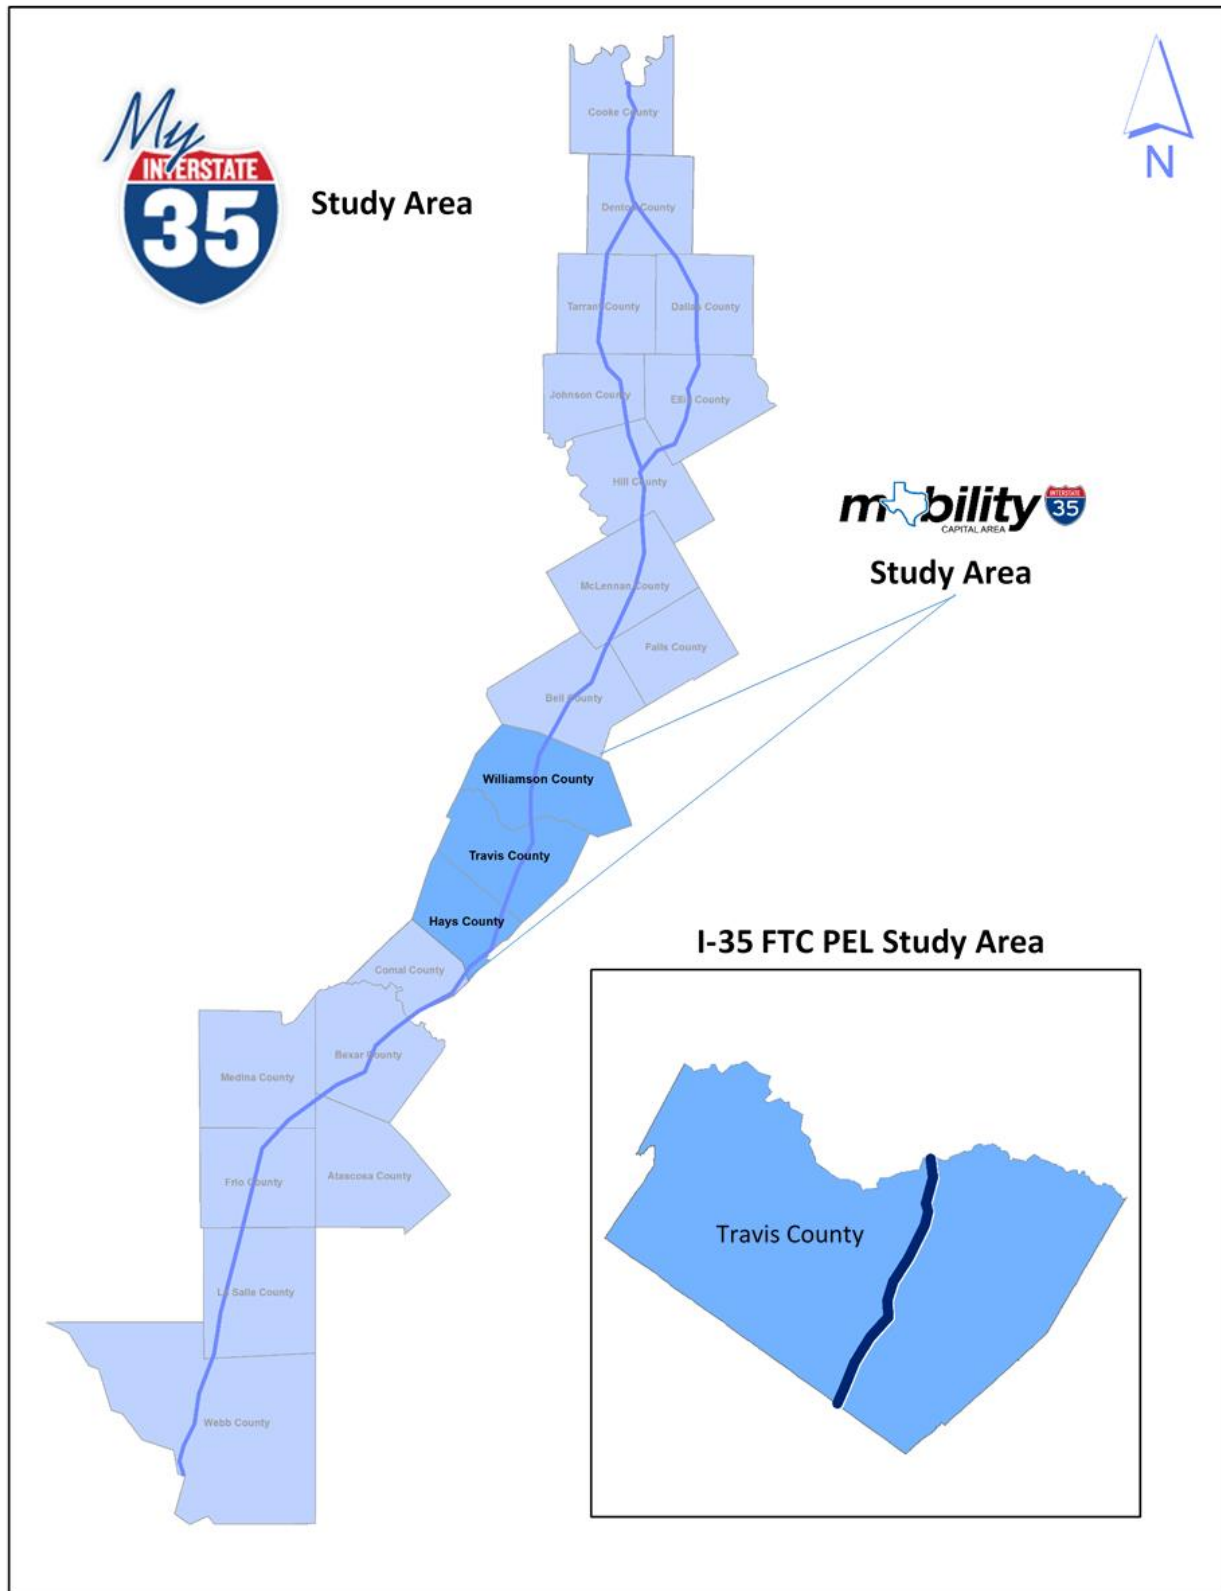 My
INTERSTATE
35
Study Area
N
Cooke County
Denton County
Tarrant County
Dallas County
Johnson County
Ellis County
Hill County
mobility
INTERSTATE
35
CAPITAL AREA
Study Area
McLennan County
Falls County
Bell County
Williamson County
Travis County
Hays County
Comal County
Bexar County
Medina County
Frio County
Atascosa County
La Salle County
Webb County
I-35 FTC PEL Study Area
Travis County